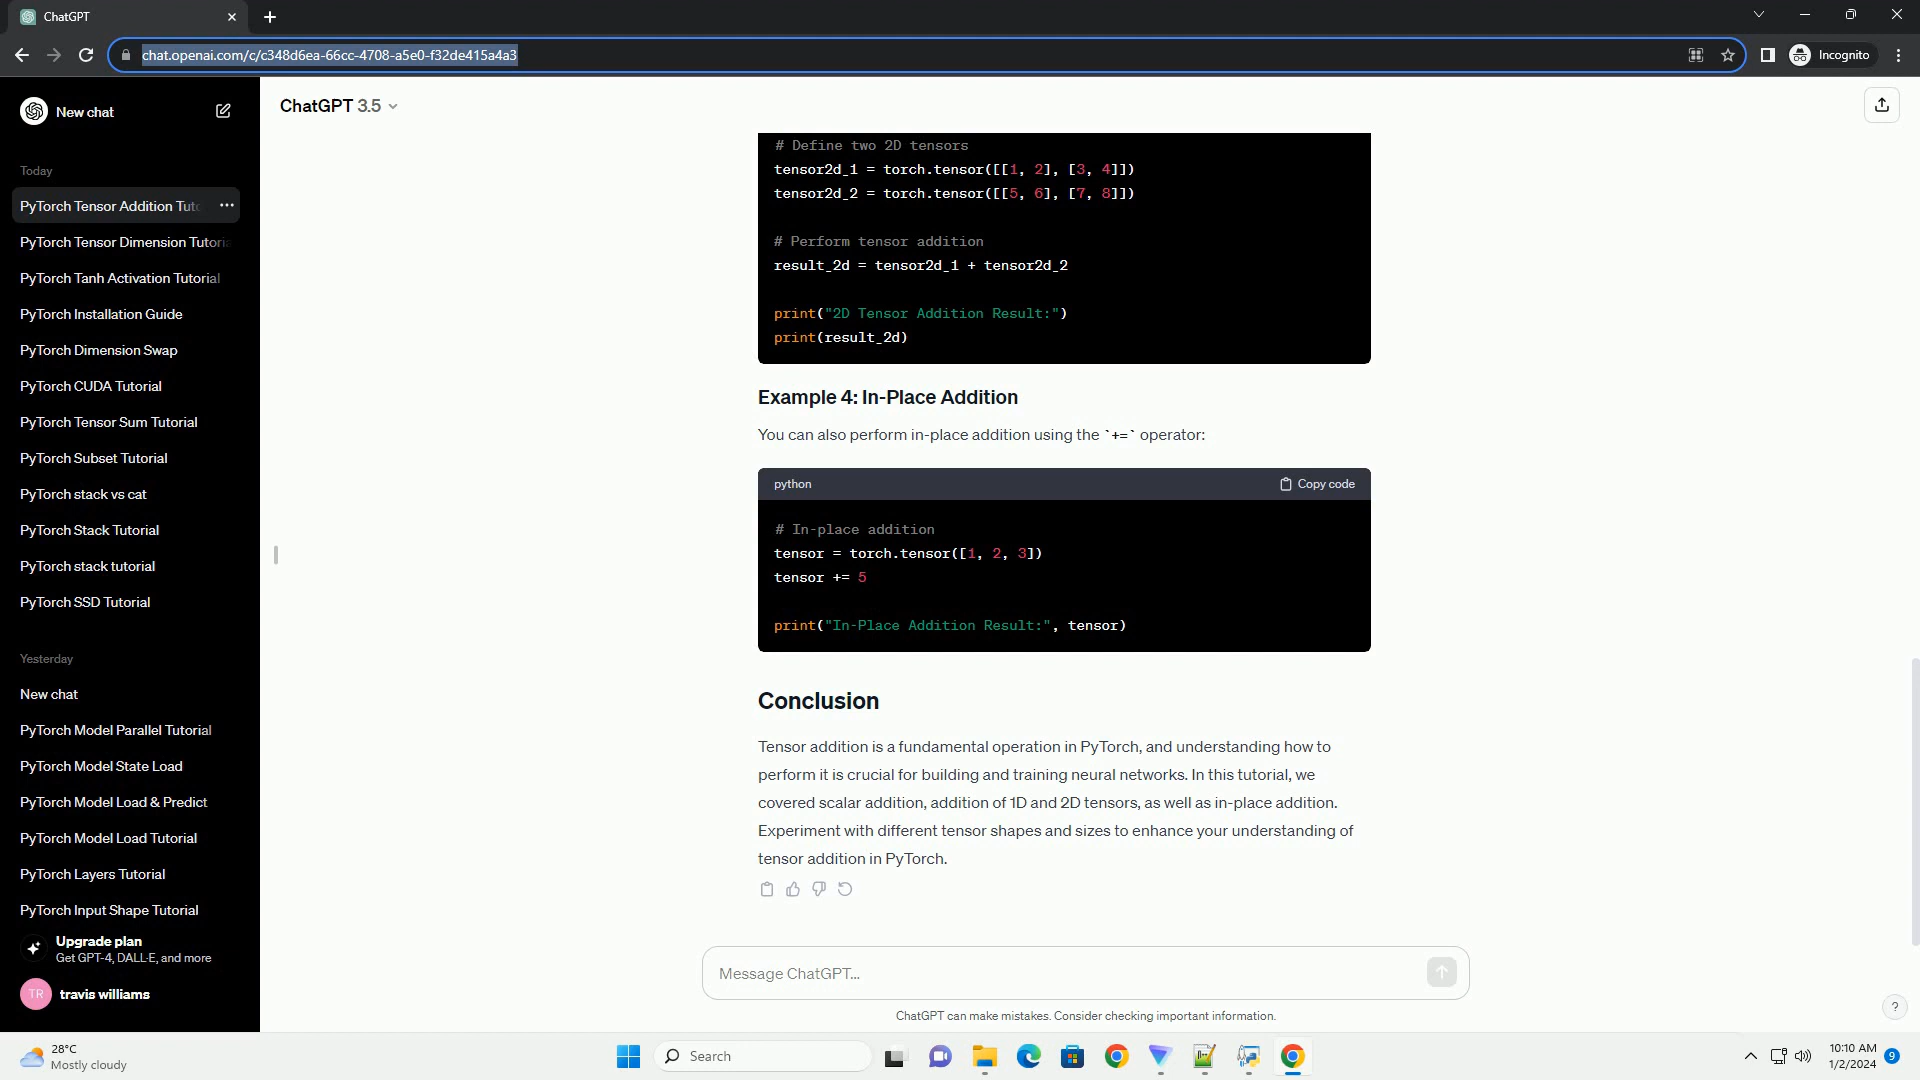 ChatGPT
chat.openai.com/c/c348d6ea-66cc-4708-a5e0-f32de415a4a3
Incognito
New chat
Today
PyTorch Tensor Addition Tuto
PyTorch Tensor Dimension Tutoria
PyTorch Tanh Activation Tutorial
PyTorch Installation Guide
PyTorch Dimension Swap
PyTorch CUDA Tutorial
PyTorch Tensor Sum Tutorial
PyTorch Subset Tutorial
PyTorch stack vs cat
PyTorch Stack Tutorial
PyTorch stack tutorial
PyTorch SSD Tutorial
Yesterday
New chat
PyTorch Model Parallel Tutorial
PyTorch Model State Load
PyTorch Model Load & Predict
PyTorch Model Load Tutorial
PyTorch Layers Tutorial
PyTorch Input Shape Tutorial
Upgrade plan
Get GPT-4, DALL·E, and more
TR travis williams
ChatGPT 3.5
# Define two 2D tensors
tensor2d_1 = torch.tensor([[1, 2], [3, 4]])
tensor2d_2 = torch.tensor([[5, 6], [7, 8]])
# Perform tensor addition
result_2d = tensor2d_1 + tensor2d_2
print("2D Tensor Addition Result:")
print(result_2d)
Example 4: In-Place Addition
You can also perform in-place addition using the `+=` operator:
python
Copy code
# In-place addition
tensor = torch.tensor([1, 2, 3])
tensor += 5
print("In-Place Addition Result:", tensor)
Conclusion
Tensor addition is a fundamental operation in PyTorch, and understanding how to
perform it is crucial for building and training neural networks. In this tutorial, we
covered scalar addition, addition of 1D and 2D tensors, as well as in-place addition.
Experiment with different tensor shapes and sizes to enhance your understanding of
tensor addition in PyTorch.
Message ChatGPT...
ChatGPT can make mistakes. Consider checking important information.
?
28°C
Mostly cloudy
Search
10:10 AM
1/2/2024
9